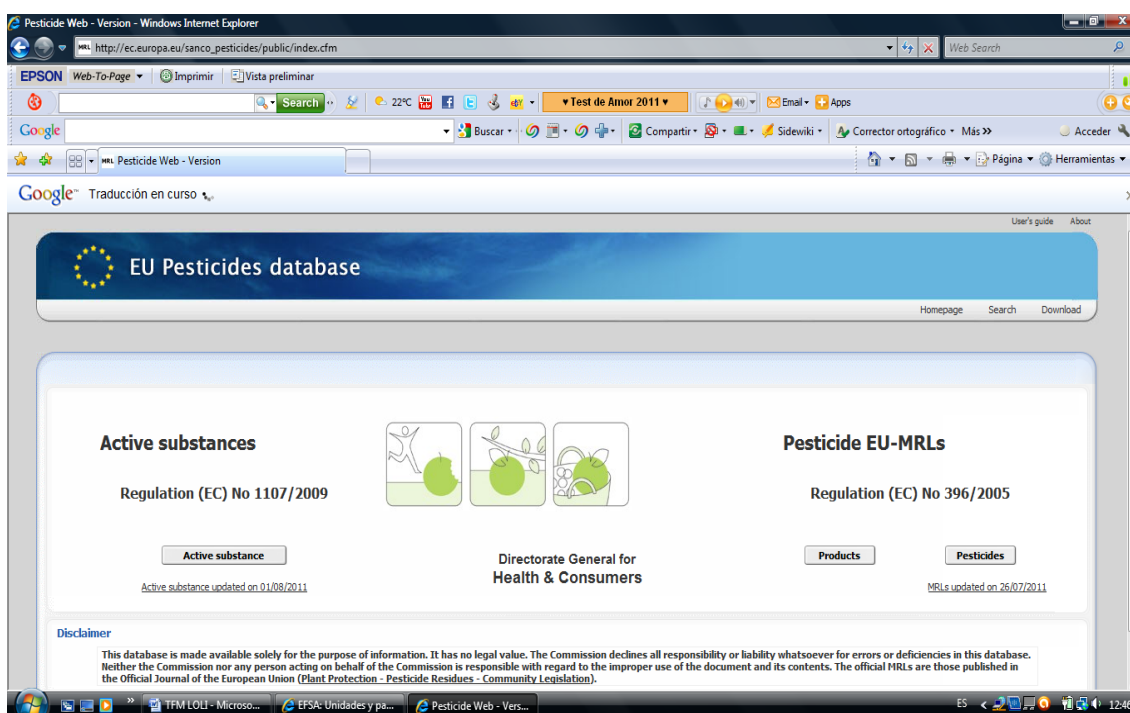 Pesticide Web - Version - Windows Internet Explorer
MRL http://ec.europa.eu/sanco_pesticides/public/index.cfm Web Search
EPSON Web-To-Page Imprimir Vista preliminar
Search 22ºC You Tube ebY ♥ Test de Amor 2011 ♥ Email Apps
Google Buscar Compartir Sidewiki Corrector ortográfico Más >> Acceder
MRL Pesticide Web - Version Página Herramientas
Google Traducción en curso
User's guide About
EU Pesticides database
Homepage Search Download
Active substances Pesticide EU-MRLs
Regulation (EC) No 1107/2009 Regulation (EC) No 396/2005
Active substance Directorate General for Products Pesticides
Health & Consumers
Active substance updated on 01/08/2011 MRLs updated on 26/07/2011
Disclaimer
This database is made available solely for the purpose of information. It has no legal value. The Commission declines all responsibility or liability whatsoever for errors or deficiencies in this database.
Neither the Commission nor any person acting on behalf of the Commission is responsible with regard to the improper use of the document and its contents. The official MRLs are those published in
the Official Journal of the European Union (Plant Protection - Pesticide Residues - Community Legislation).
TFM LOLI - Microso... EFSA: Unidades y pa... Pesticide Web - Vers... ES 12:46